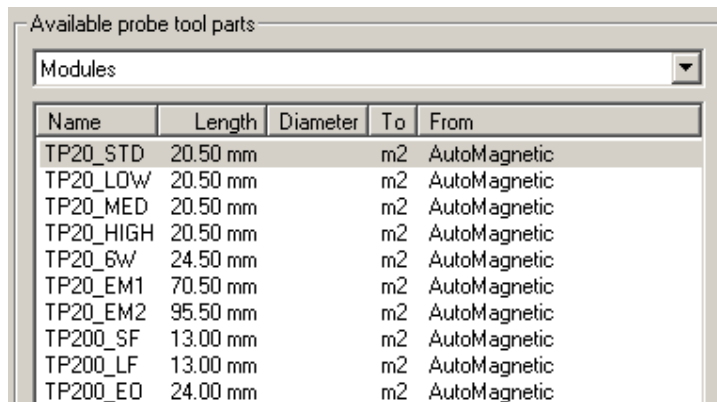 Available probe tool parts
Modules
Name Length Diameter To From
TP20_STD 20.50 mm m2 AutoMagnetic
TP20_LOW 20.50 mm m2 AutoMagnetic
TP20_MED 20.50 mm m2 AutoMagnetic
TP20_HIGH 20.50 mm m2 AutoMagnetic
TP20_6W 24.50 mm m2 AutoMagnetic
TP20_EM1 70.50 mm m2 AutoMagnetic
TP20_EM2 95.50 mm m2 AutoMagnetic
TP200_SF 13.00 mm m2 AutoMagnetic
TP200_LF 13.00 mm m2 AutoMagnetic
TP200_EO 24.00 mm m2 AutoMagnetic